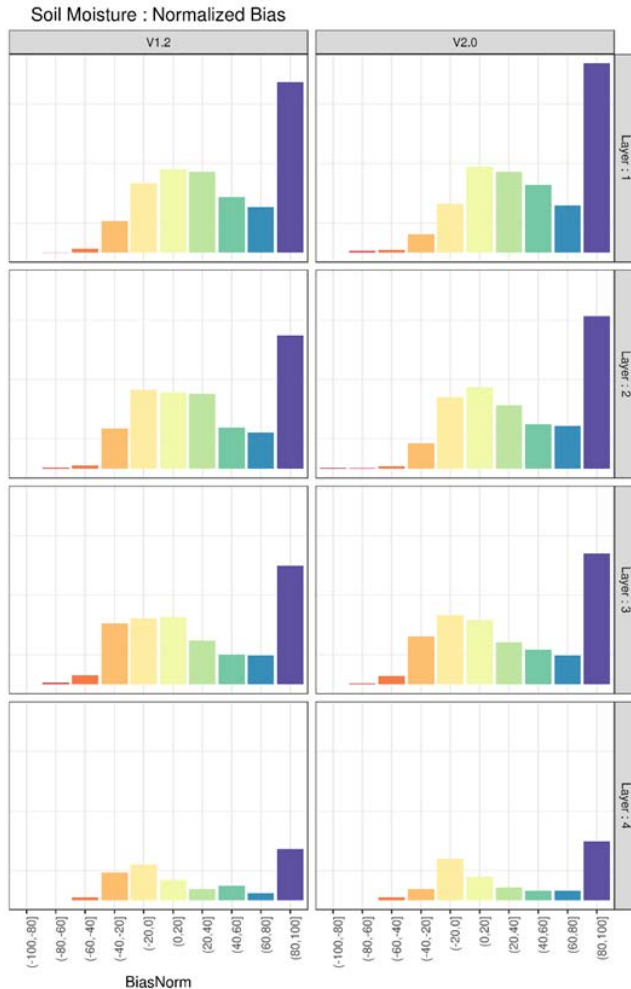 Soil Moisture : Normalized Bias
V1.2
V2.0
Layer : 1
Layer : 2
Layer : 3
Layer : 4
(-100,-80]
(-80,-60]
(-60,-40]
(-40,-20]
(-20,0]
(0,20]
(20,40]
(40,60]
(60,80]
(80,100]
(-100,-80]
(-80,-60]
(-60,-40]
(-40,-20]
(-20,0]
(0,20]
(20,40]
(40,60]
(60,80]
(80,100]
BiasNorm